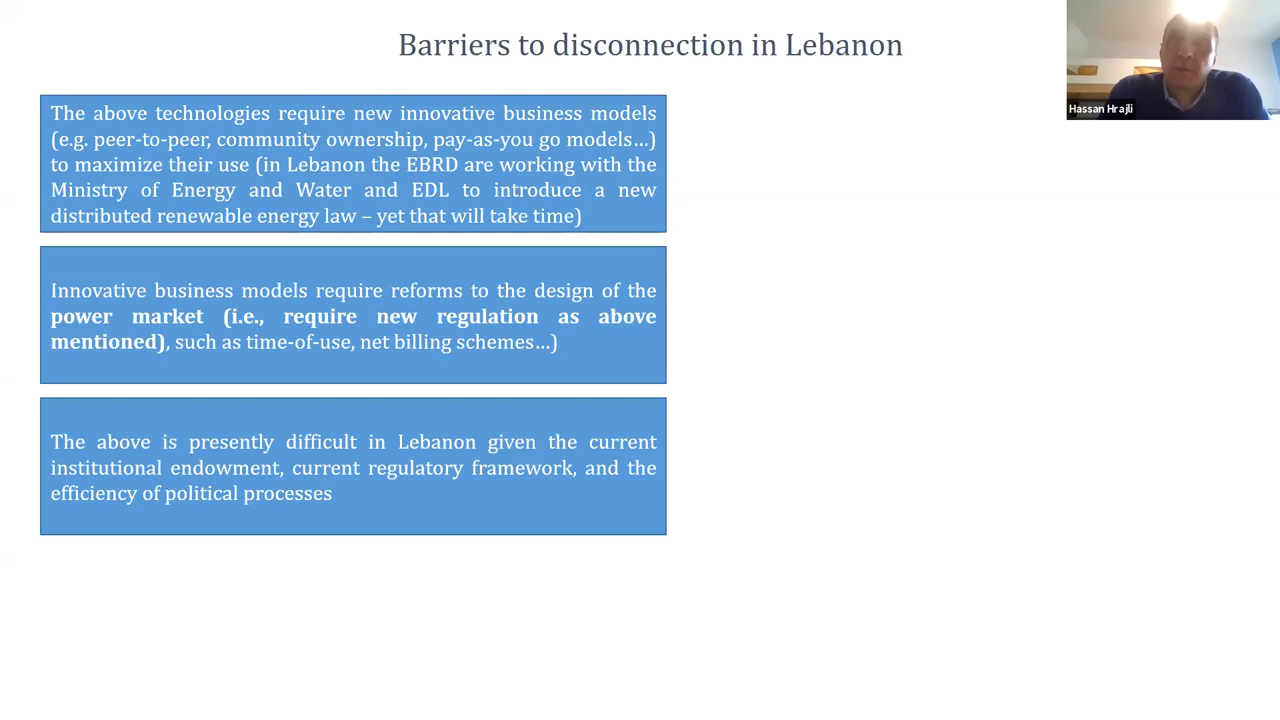 Barriers to disconnection in Lebanon
Hassan Hrajli
The above technologies require new innovative business models
(e.g. peer-to-peer, community ownership, pay-as-you go models…)
to maximize their use (in Lebanon the EBRD are working with the
Ministry of Energy and Water and EDL to introduce a new
distributed renewable energy law – yet that will take time)
Innovative business models require reforms to the design of the
power market (i.e., require new regulation as above
mentioned), such as time-of-use, net billing schemes…)
The above is presently difficult in Lebanon given the current
institutional endowment, current regulatory framework, and the
efficiency of political processes